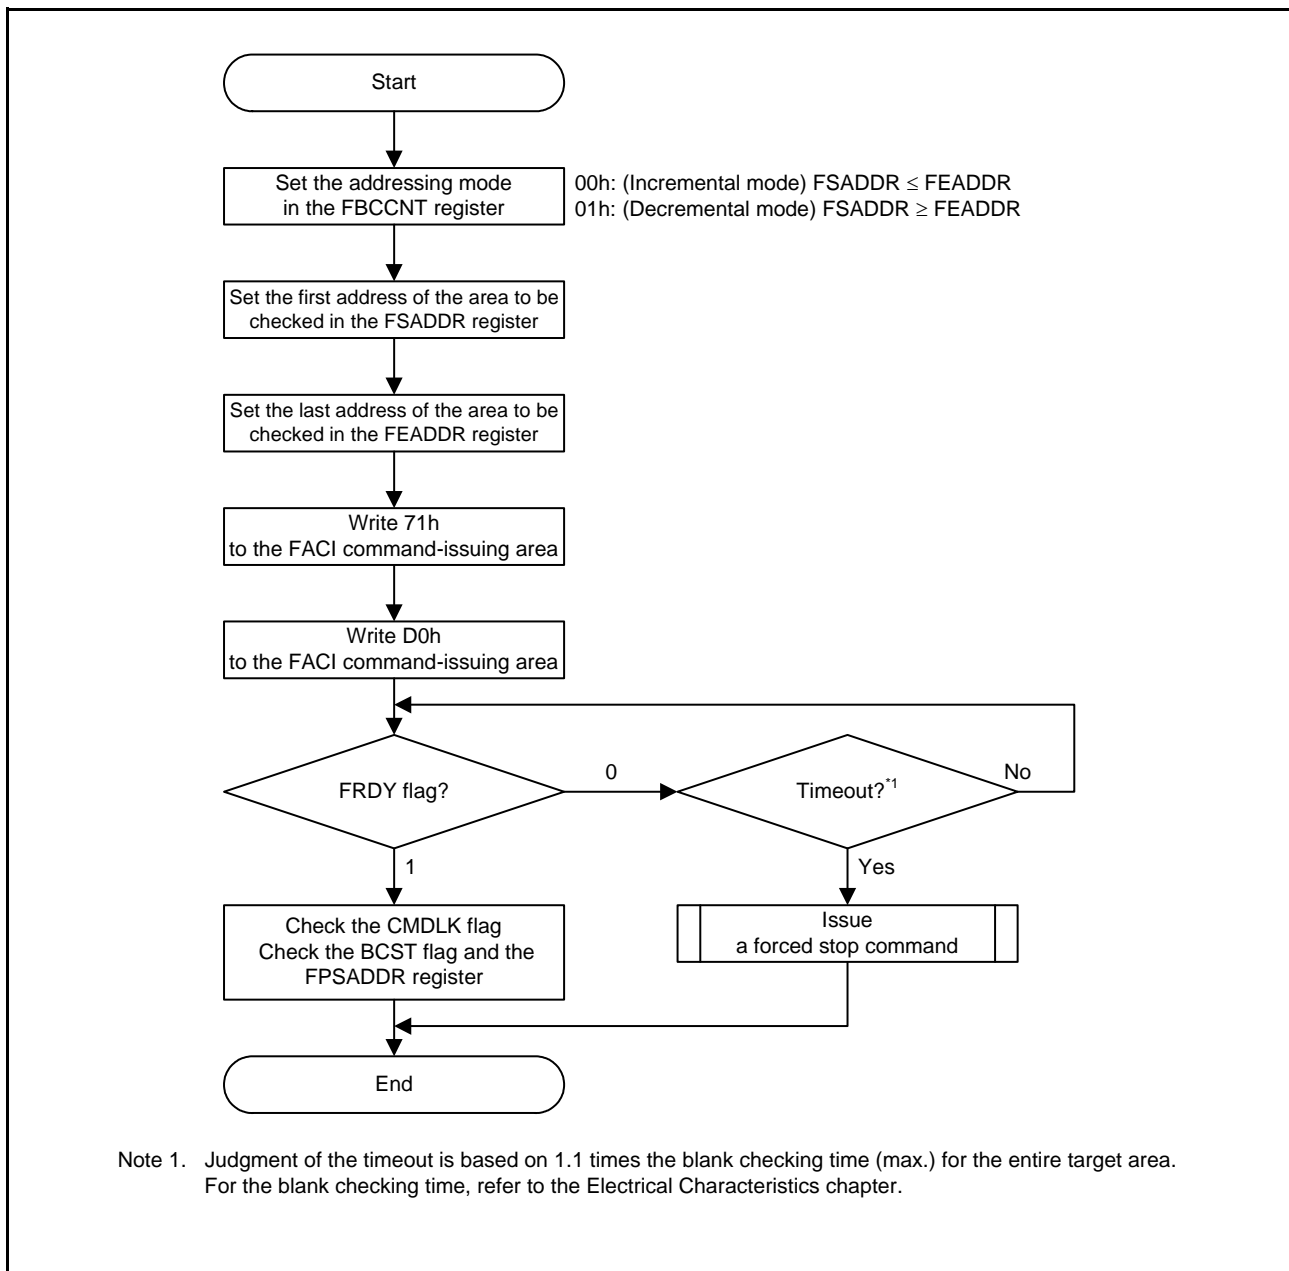 Start
Set the addressing mode
in the FBCCNT register
00h: (Incremental mode) FSADDR ≤ FEADDR
01h: (Decremental mode) FSADDR ≥ FEADDR
Set the first address of the area to be
checked in the FSADDR register
Set the last address of the area to be
checked in the FEADDR register
Write 71h
to the FACI command-issuing area
Write D0h
to the FACI command-issuing area
FRDY flag?
0
Timeout?*1
No
1
Yes
Check the CMDLK flag
Check the BCST flag and the
FPSADDR register
Issue
a forced stop command
End
Note 1. Judgment of the timeout is based on 1.1 times the blank checking time (max.) for the entire target area.
For the blank checking time, refer to the Electrical Characteristics chapter.